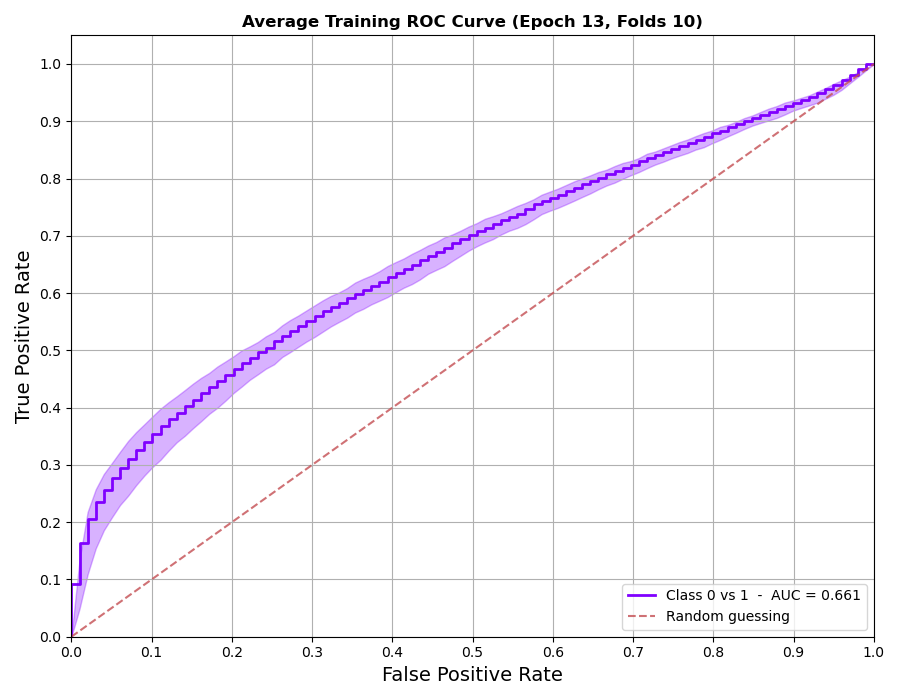 Average Training ROC Curve (Epoch 13, Folds 10)
True Positive Rate
1.0
0.9
0.8
0.7
0.6
0.5
0.4
0.3
0.2
0.1
0.0
Class 0 vs 1 - AUC = 0.661
Random guessing
0.0 0.1 0.2 0.3 0.4 0.5 0.6 0.7 0.8 0.9 1.0
False Positive Rate